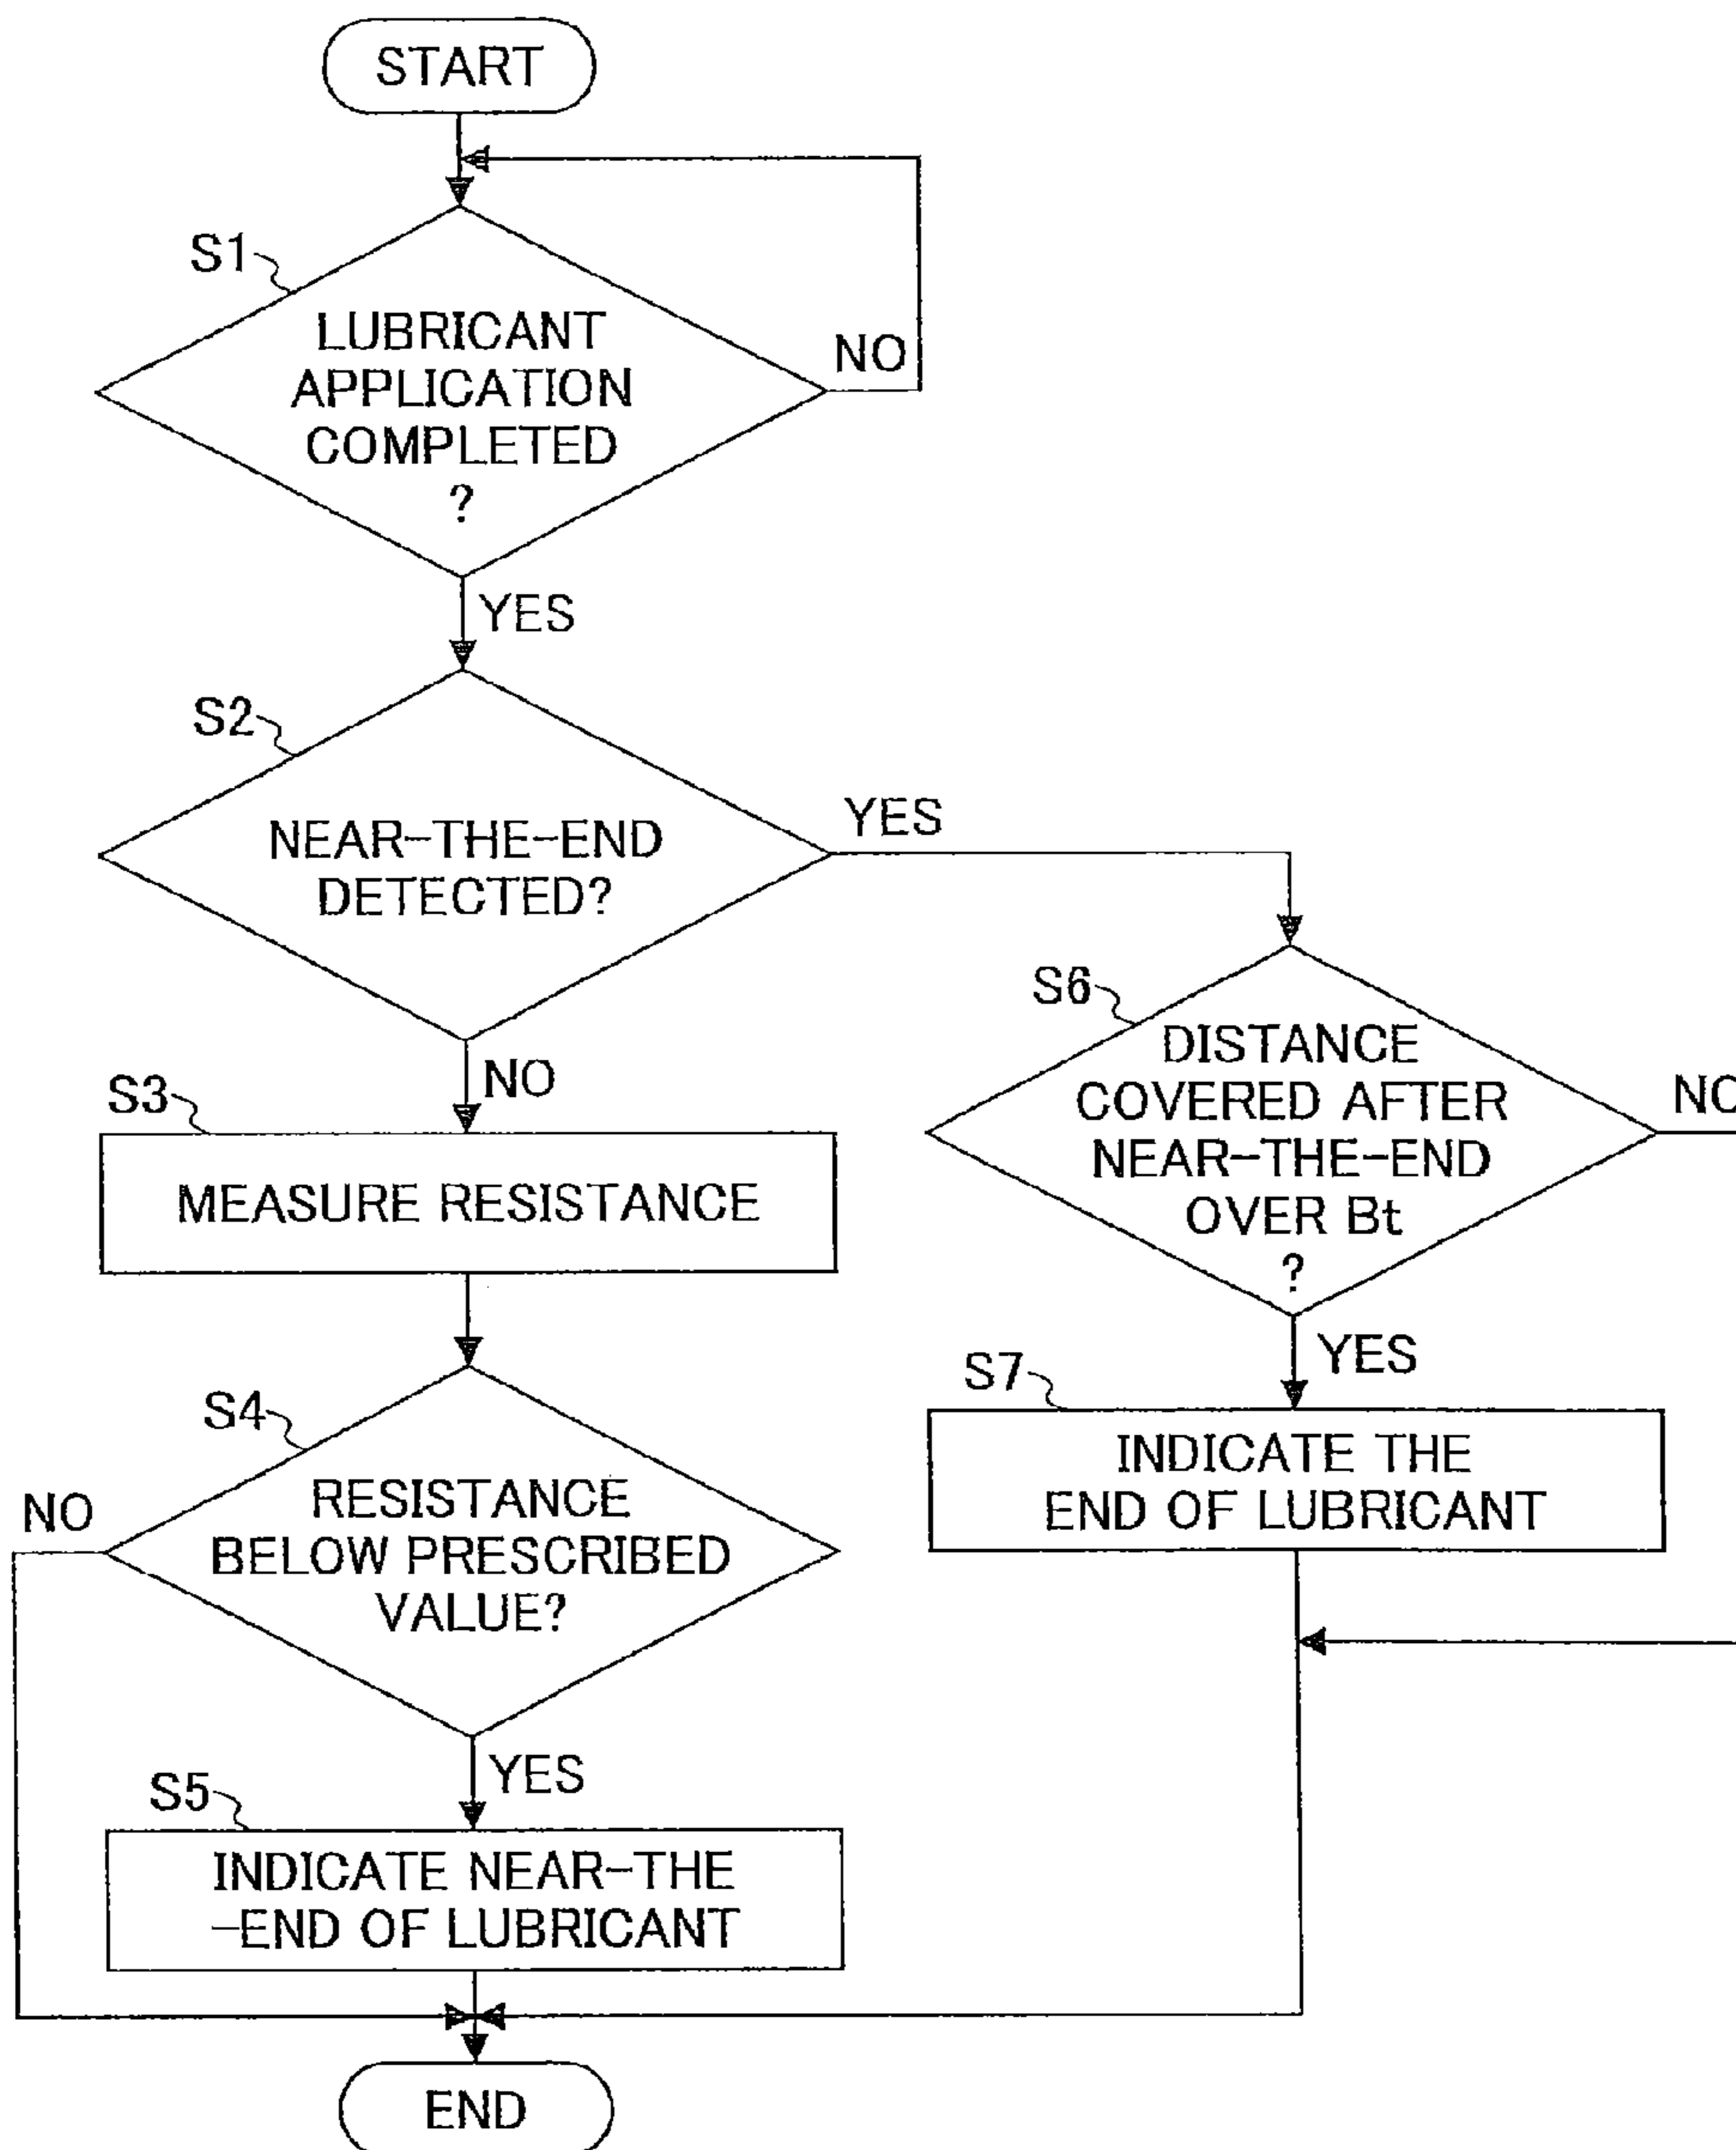 START
S1
LUBRICANT
APPLICATION
COMPLETED
?
NO
YES
S2
NEAR-THE-END
DETECTED?
YES
NO
S3
MEASURE RESISTANCE
S4
RESISTANCE
BELOW PRESCRIBED
VALUE?
NO
YES
S5
INDICATE NEAR-THE
-END OF LUBRICANT
S6
DISTANCE
COVERED AFTER
NEAR-THE-END
OVER Bt
?
NO
YES
S7
INDICATE THE
END OF LUBRICANT
END